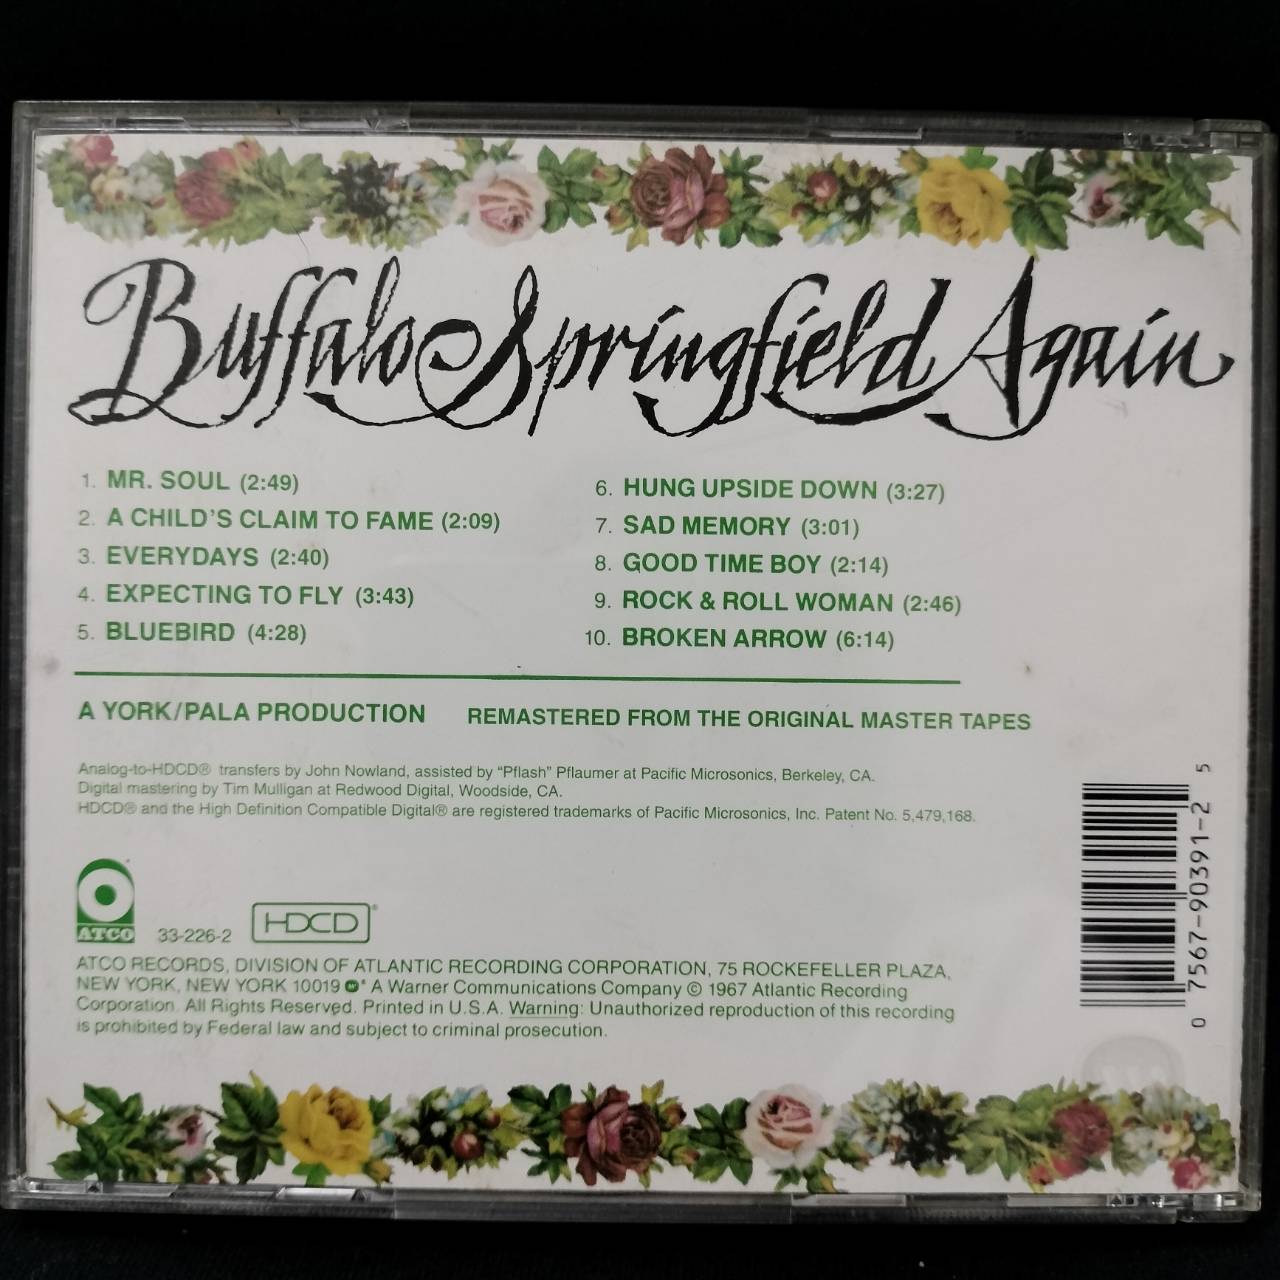 Buffalo Springfield Again
1. MR. SOUL (2:49)
2. A CHILD'S CLAIM TO FAME (2:09)
3. EVERYDAYS (2:40)
4. EXPECTING TO FLY (3:43)
5. BLUEBIRD (4:28)
6. HUNG UPSIDE DOWN (3:27)
7. SAD MEMORY (3:01)
8. GOOD TIME BOY (2:14)
9. ROCK & ROLL WOMAN (2:46)
10. BROKEN ARROW (6:14)
A YORK/PALA PRODUCTION REMASTERED FROM THE ORIGINAL MASTER TAPES
Analog-to-HDCD® transfers by John Nowland, assisted by “Pflash” Pflaumer at Pacific Microsonics, Berkeley, CA.
Digital mastering by Tim Mulligan at Redwood Digital, Woodside, CA.
HDCD® and the High Definition Compatible Digital® are registered trademarks of Pacific Microsonics, Inc. Patent No. 5,479,168.
ATCO 33-226-2 HDCD®
ATCO RECORDS, DIVISION OF ATLANTIC RECORDING CORPORATION, 75 ROCKEFELLER PLAZA,
NEW YORK, NEW YORK 10019 A Warner Communications Company © 1967 Atlantic Recording
Corporation. All Rights Reserved. Printed in U.S.A. Warning: Unauthorized reproduction of this recording
is prohibited by Federal law and subject to criminal prosecution.
0 7567-90391-2 5